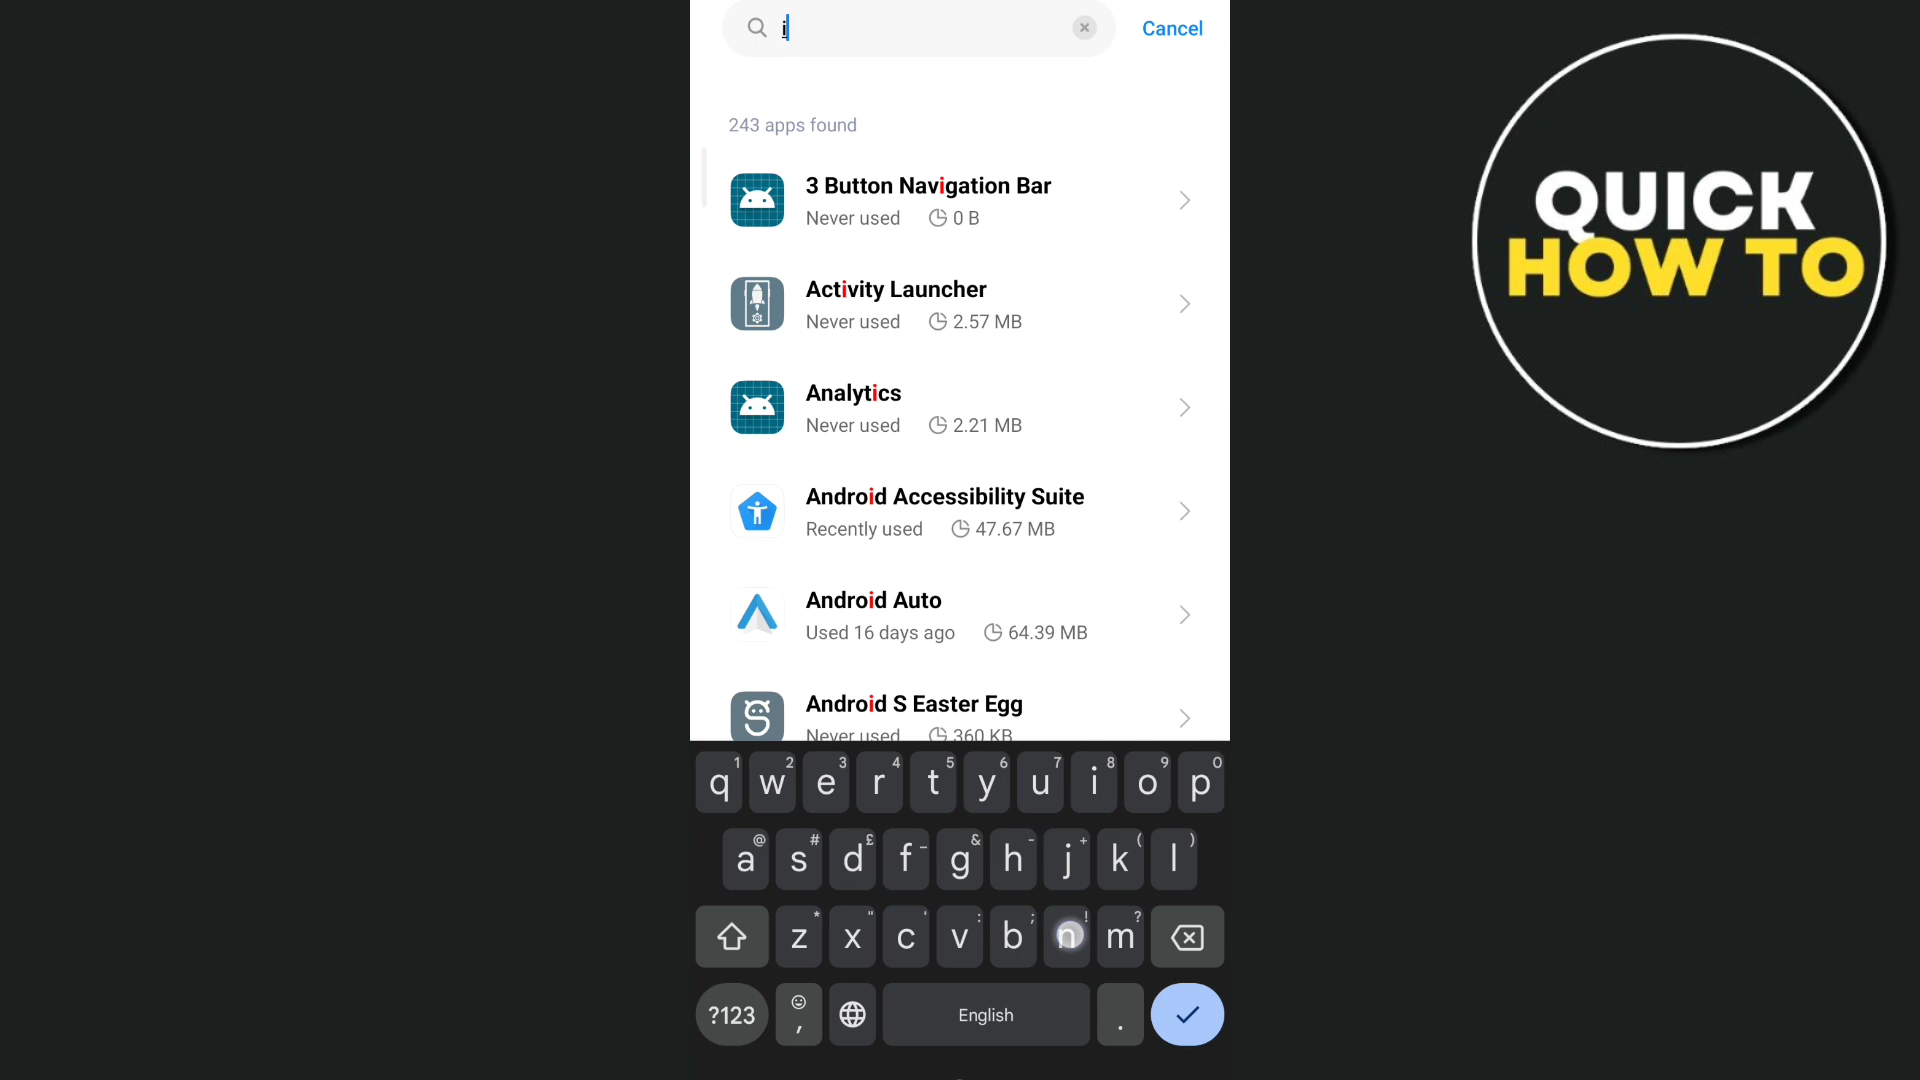 i
Cancel
243 apps found
3 Button Navigation Bar
Never used 0 B
Activity Launcher
Never used 2.57 MB
Analytics
Never used 2.21 MB
Android Accessibility Suite
Recently used 47.67 MB
Android Auto
Used 16 days ago 64.39 MB
Android S Easter Egg
Never used 360 KB
QUICK
HOW TO
1 2 3 4 5 6 7 8 9 0
q w e r t y u i o p
@ # £ _ & - + ( )
a s d f g h j k l
* " ' : ; ! ?
z x c v b n m
?123 , English .